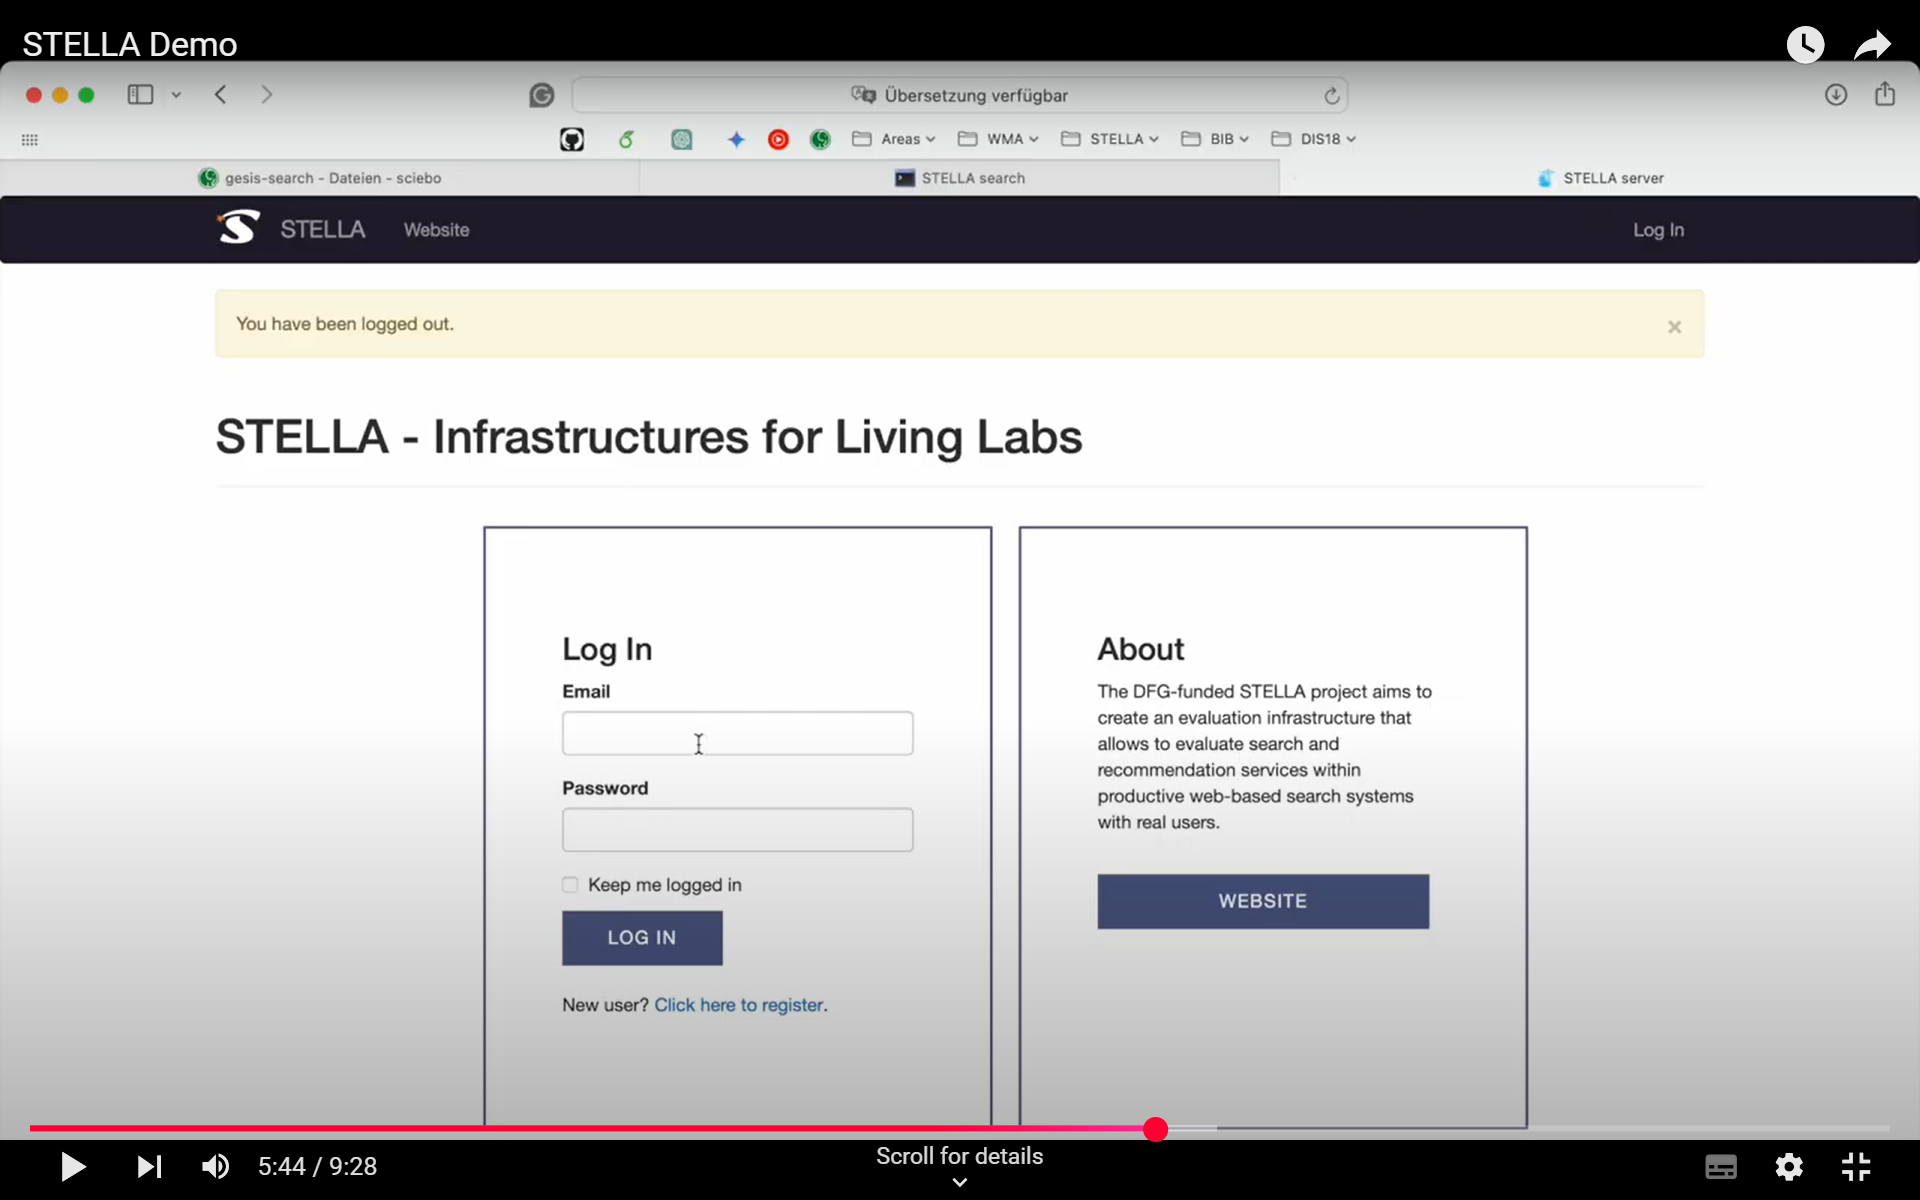 STELLA Demo
Übersetzung verfügbar
Areas
WMA
STELLA
BIB
DIS18
gesis-search - Dateien - sciebo
STELLA search
STELLA server
STELLA
Website
Log In
You have been logged out.
×
STELLA - Infrastructures for Living Labs
Log In
Email
Password
Keep me logged in
LOG IN
New user? Click here to register.
About
The DFG-funded STELLA project aims to
create an evaluation infrastructure that
allows to evaluate search and
recommendation services within
productive web-based search systems
with real users.
WEBSITE
5:44 / 9:28
Scroll for details